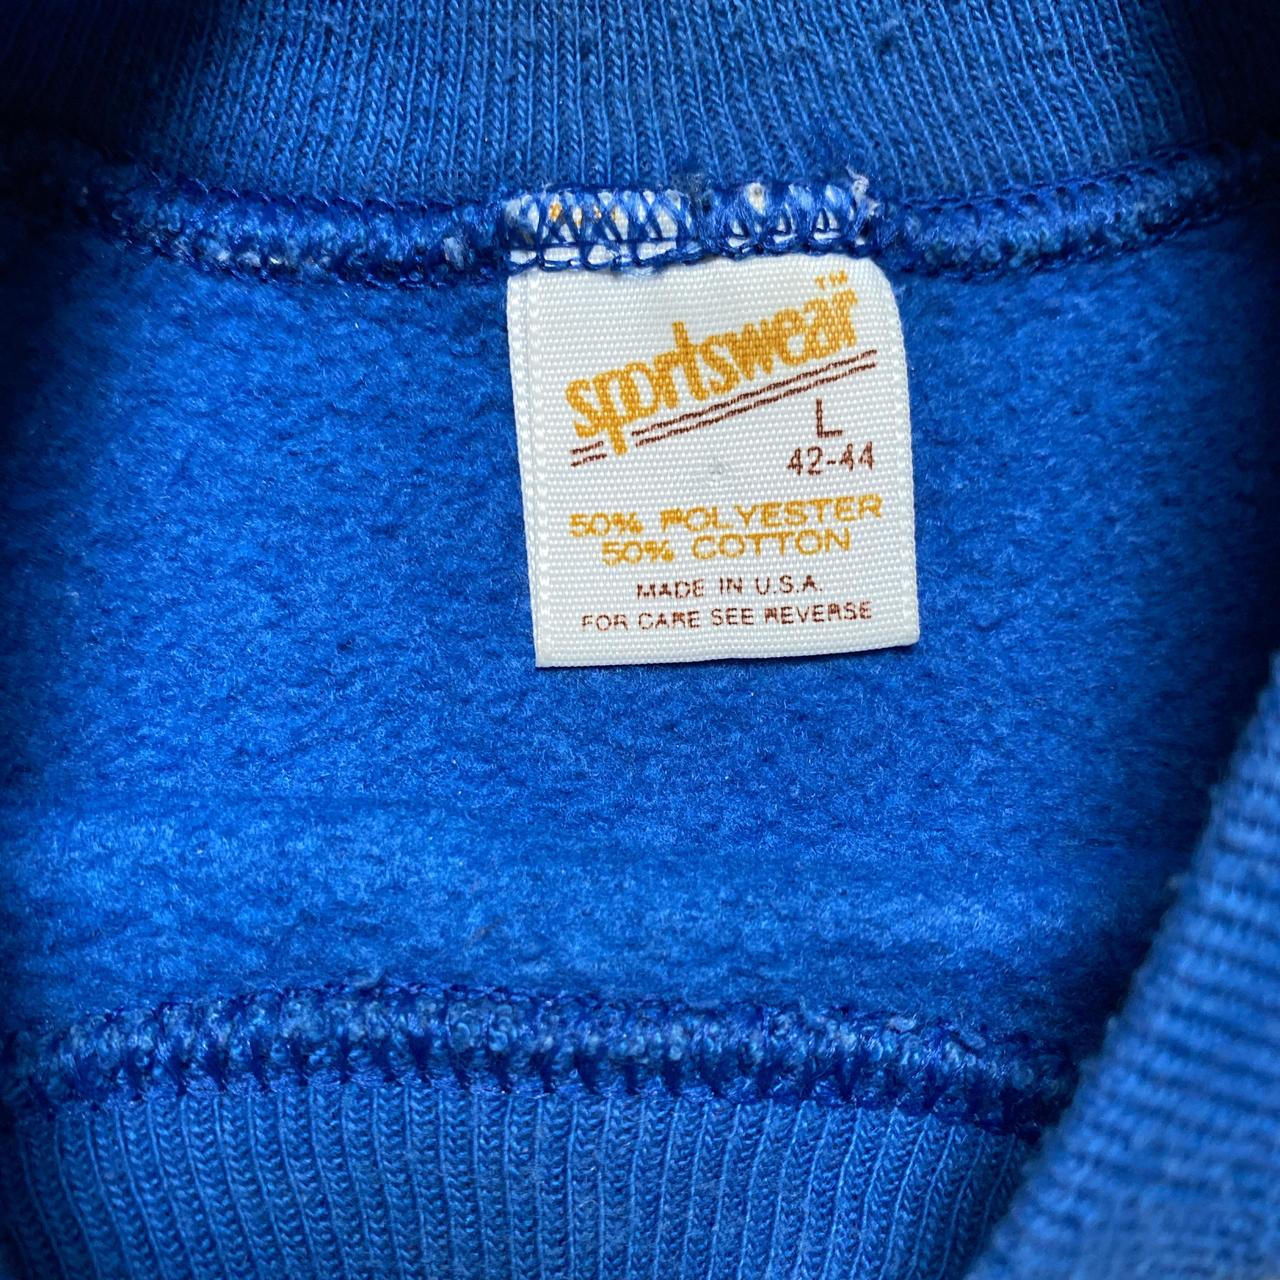 sportswear™
L
42-44
50% POLYESTER
50% COTTON
MADE IN U.S.A.
FOR CARE SEE REVERSE